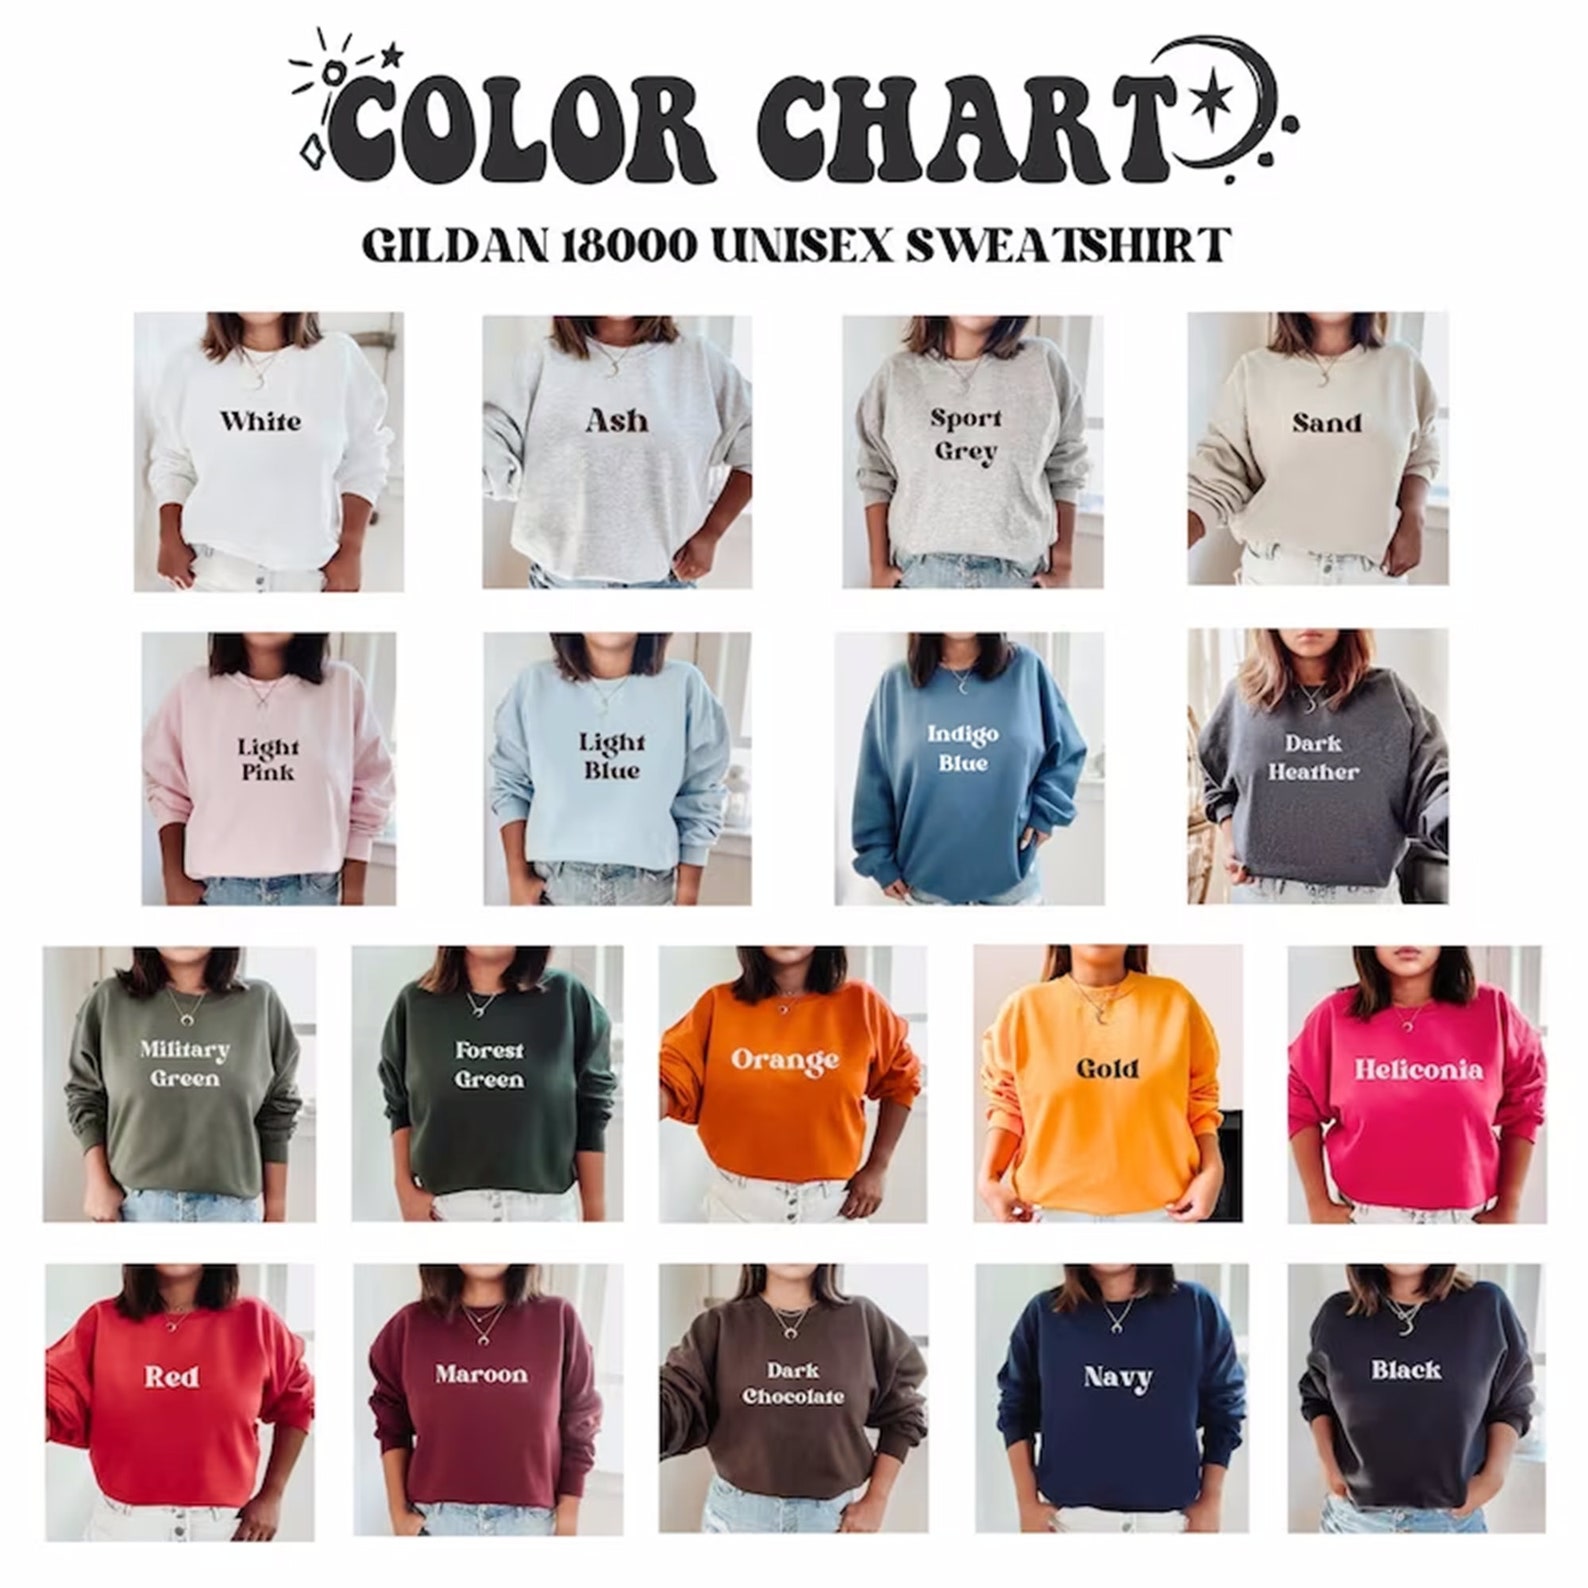 COLOR CHART
GILDAN 18000 UNISEX SWEATSHIRT
White
Ash
Sport
Grey
Sand
Light
Pink
Light
Blue
Indigo
Blue
Dark
Heather
Military
Green
Forest
Green
Orange
Gold
Heliconia
Red
Maroon
Dark
Chocolate
Navy
Black